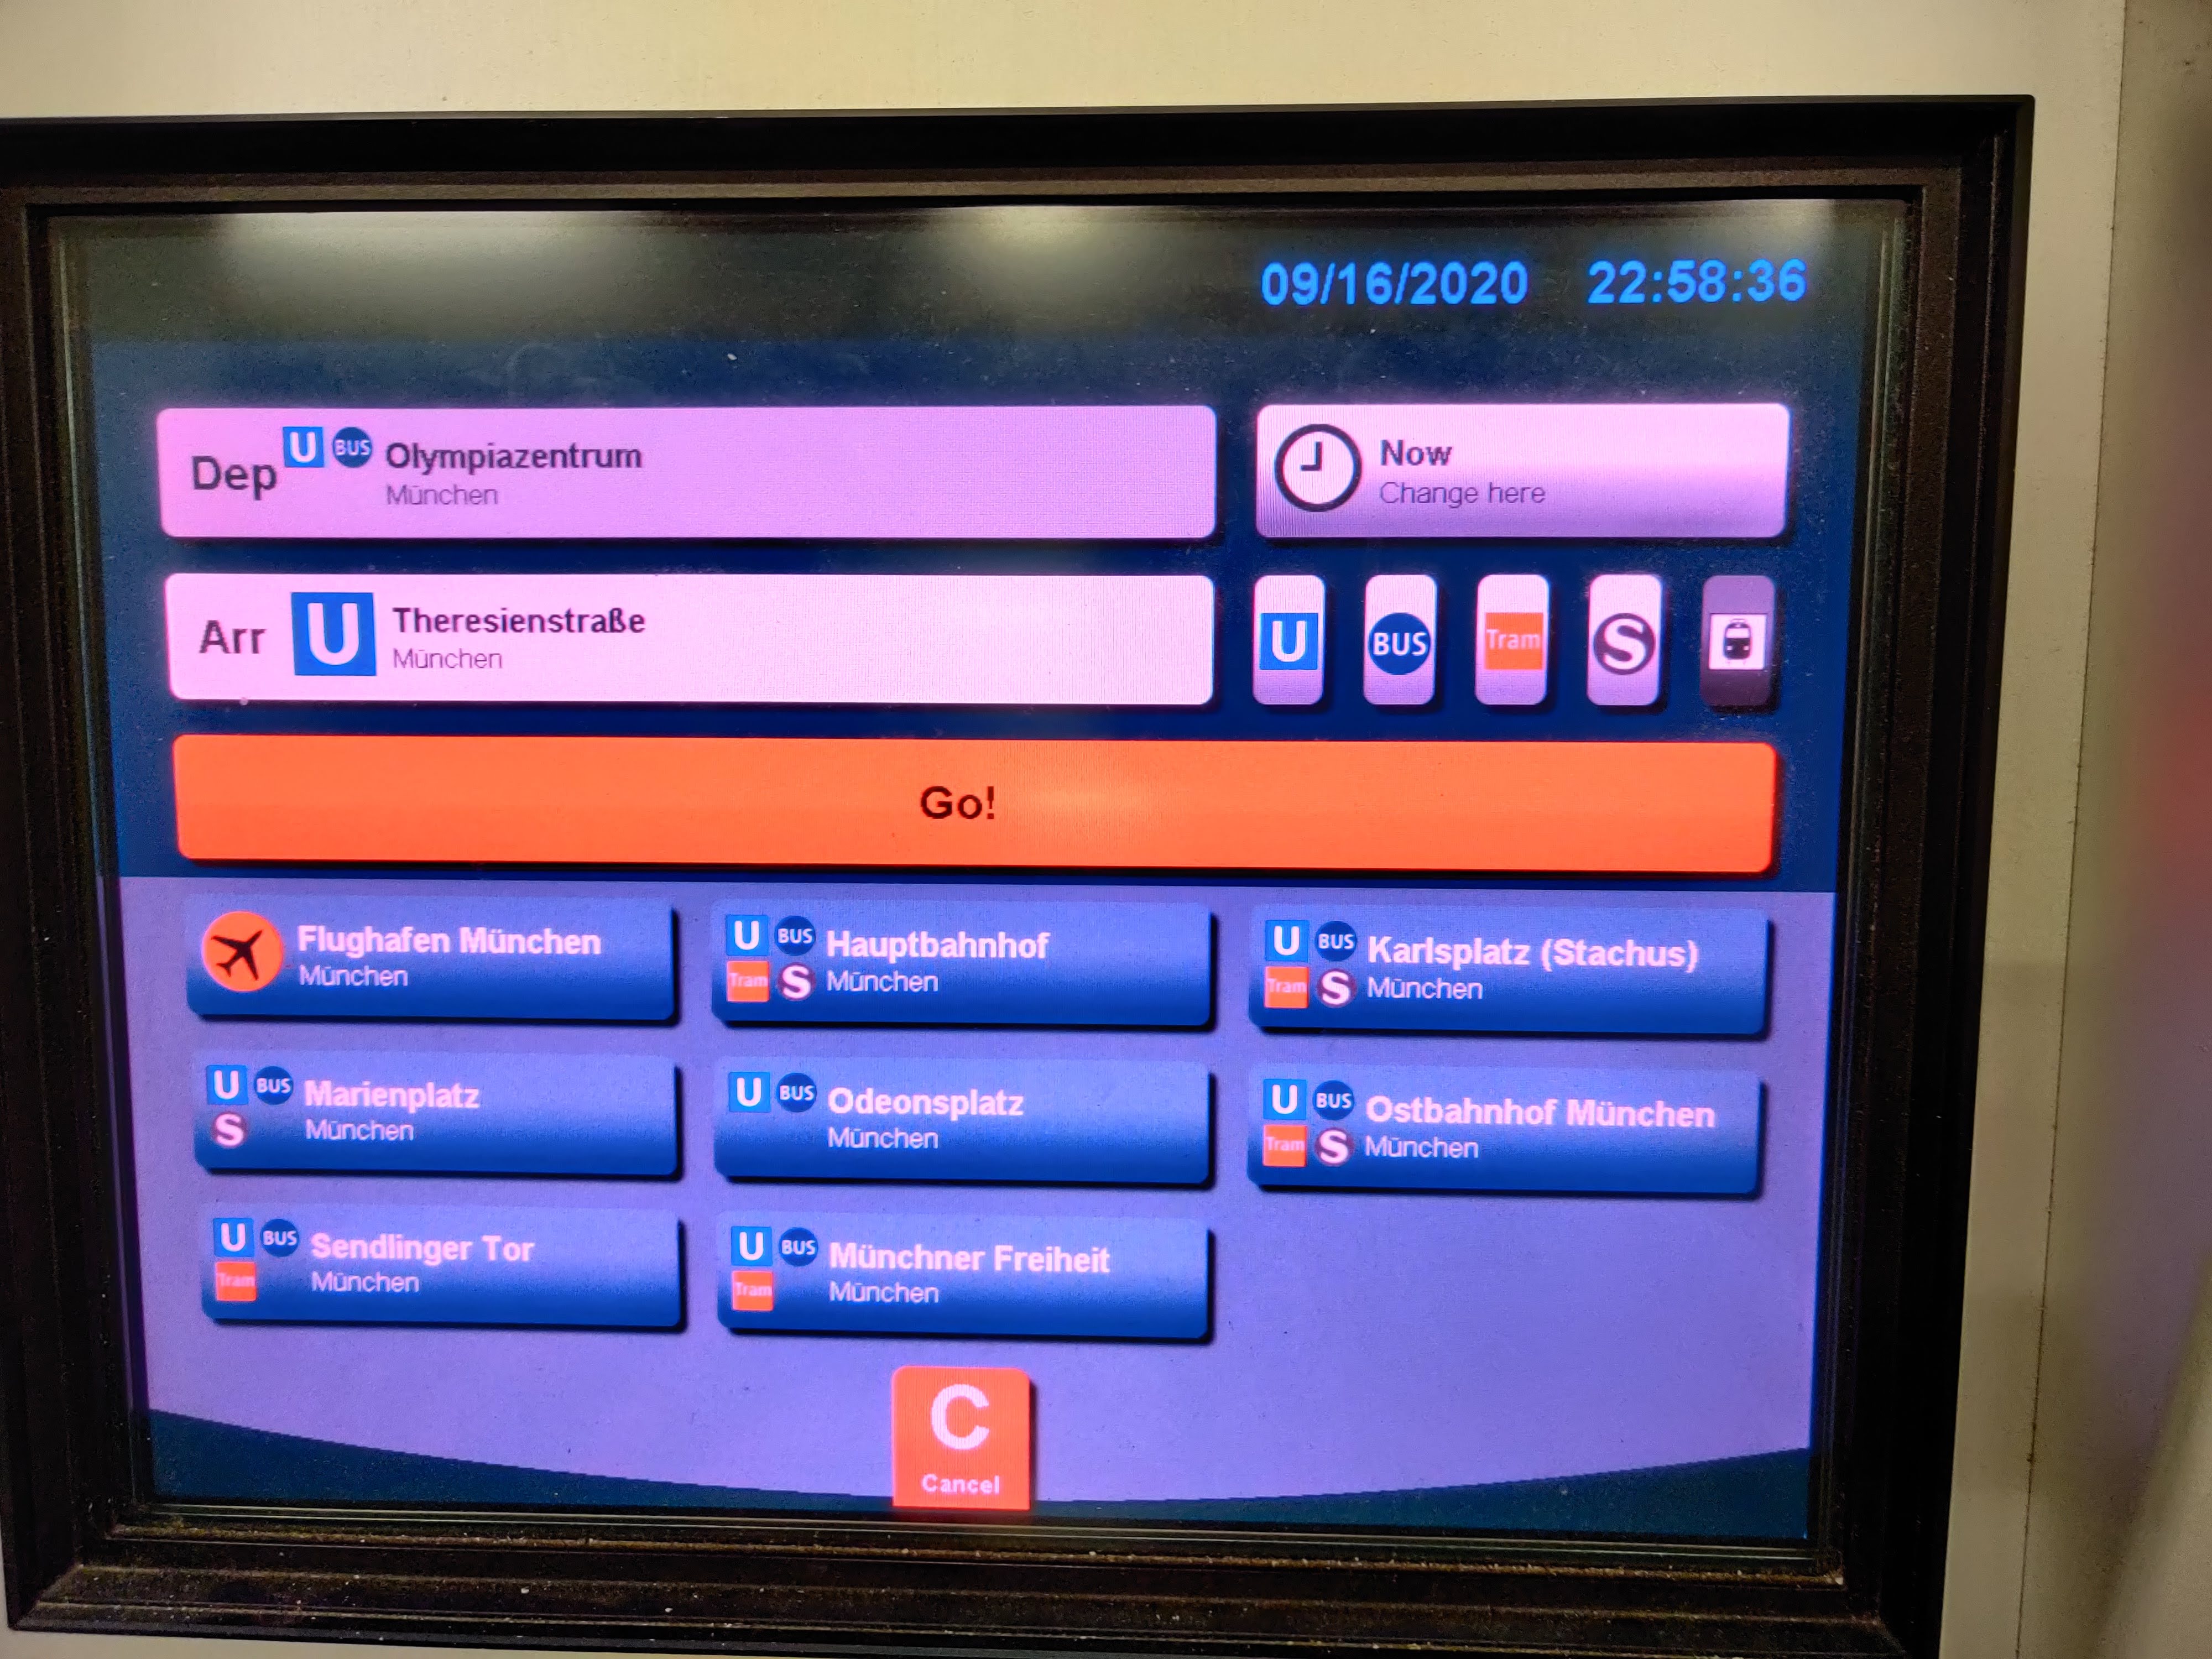 09/16/2020 22:58:36
Dep U BUS Olympiazentrum
München
Now
Change here
Arr U Theresienstraße
München
U BUS Tram S
Go!
Flughafen München
München
U BUS Hauptbahnhof
Tram S München
U BUS Karlsplatz (Stachus)
Tram S München
U BUS Marienplatz
S München
U BUS Odeonsplatz
München
U BUS Ostbahnhof München
Tram S München
U BUS Sendlinger Tor
Tram München
U BUS Münchner Freiheit
Tram München
C
Cancel